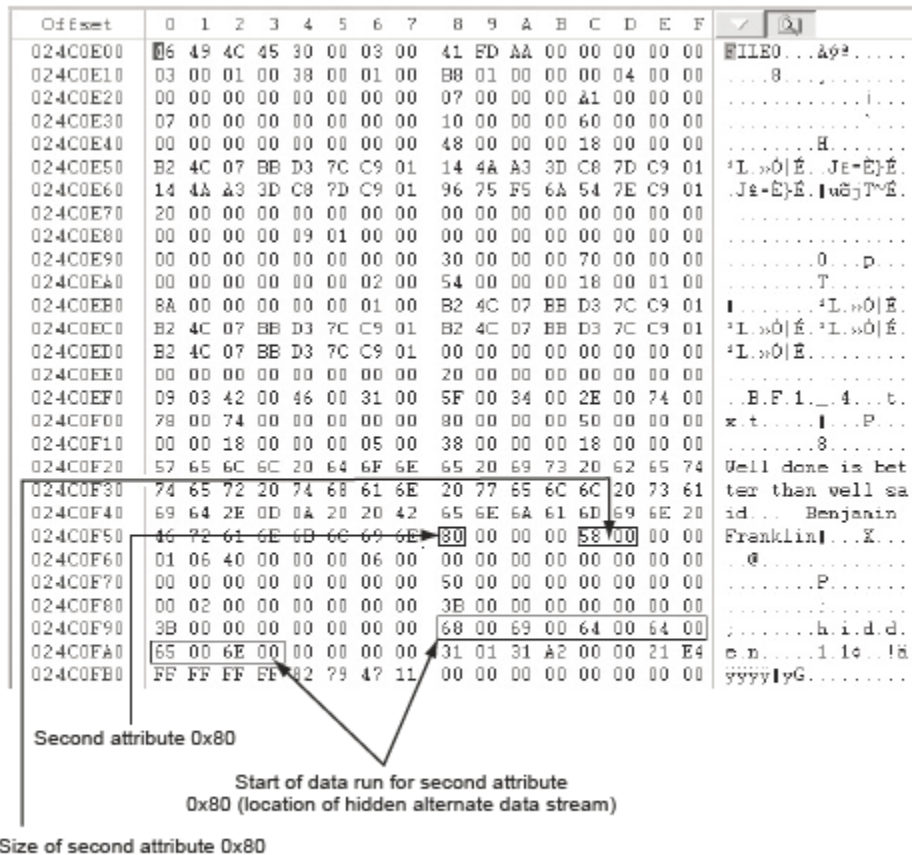 Offset 0 1 2 3 4 5 6 7 8 9 A B C D E F
024C0E00 06 49 4C 45 30 00 03 00 41 FD AA 00 00 00 00 00 FILE0...Aýª.....
024C0E10 03 00 01 00 38 00 01 00 B8 01 00 00 00 04 00 00 ....8...,.......
024C0E20 00 00 00 00 00 00 00 00 07 00 00 00 A1 00 00 00 ............¡...
024C0E30 07 00 00 00 00 00 00 00 10 00 00 00 60 00 00 00 ............`...
024C0E40 00 00 00 00 00 00 00 00 48 00 00 00 18 00 00 00 ........H.......
024C0E50 B2 4C 07 BB D3 7C C9 01 14 4A A3 3D C8 7D C9 01 ²L.»Ó|É..J£=È}É.
024C0E60 14 4A A3 3D C8 7D C9 01 96 75 F5 6A 54 7E C9 01 .J£=È}É.▮uõjT~É.
024C0E70 20 00 00 00 00 00 00 00 00 00 00 00 00 00 00 00 ................
024C0E80 00 00 00 00 09 01 00 00 00 00 00 00 00 00 00 00 ................
024C0E90 00 00 00 00 00 00 00 00 30 00 00 00 70 00 00 00 ........0...p...
024C0EA0 00 00 00 00 00 00 02 00 54 00 00 00 18 00 01 00 ........T.......
024C0EB0 8A 00 00 00 00 00 01 00 B2 4C 07 BB D3 7C C9 01 ▮.......²L.»Ó|É.
024C0EC0 B2 4C 07 BB D3 7C C9 01 B2 4C 07 BB D3 7C C9 01 ²L.»Ó|É.²L.»Ó|É.
024C0ED0 B2 4C 07 BB D3 7C C9 01 00 00 00 00 00 00 00 00 ²L.»Ó|É.........
024C0EE0 00 00 00 00 00 00 00 00 20 00 00 00 00 00 00 00 ................
024C0EF0 09 03 42 00 46 00 31 00 5F 00 34 00 2E 00 74 00 ..B.F.1._.4...t.
024C0F00 78 00 74 00 00 00 00 00 80 00 00 00 50 00 00 00 x.t.....▮...P...
024C0F10 00 00 18 00 00 00 05 00 38 00 00 00 18 00 00 00 ........8.......
024C0F20 57 65 6C 6C 20 64 6F 6E 65 20 69 73 20 62 65 74 Well done is bet
024C0F30 74 65 72 20 74 68 61 6E 20 77 65 6C 6C 20 73 61 ter than well sa
024C0F40 69 64 2E 0D 0A 20 20 42 65 6E 6A 61 6D 69 6E 20 id...  Benjamin
024C0F50 46 72 61 6E 6B 6C 69 6E 80 00 00 00 58 00 00 00 Franklin▮...X...
024C0F60 01 06 40 00 00 00 06 00 00 00 00 00 00 00 00 00 ..@.............
024C0F70 00 00 00 00 00 00 00 00 50 00 00 00 00 00 00 00 ........P.......
024C0F80 00 02 00 00 00 00 00 00 3B 00 00 00 00 00 00 00 ........;.......
024C0F90 3B 00 00 00 00 00 00 00 68 00 69 00 64 00 64 00 ;.......h.i.d.d.
024C0FA0 65 00 6E 00 00 00 00 00 31 01 31 A2 00 00 21 E4 e.n.....1.1¢..!ä
024C0FB0 FF FF FF FF 82 79 47 11 00 00 00 00 00 00 00 00 ÿÿÿÿ▮yG.........
Second attribute 0x80
Start of data run for second attribute
0x80 (location of hidden alternate data stream)
Size of second attribute 0x80